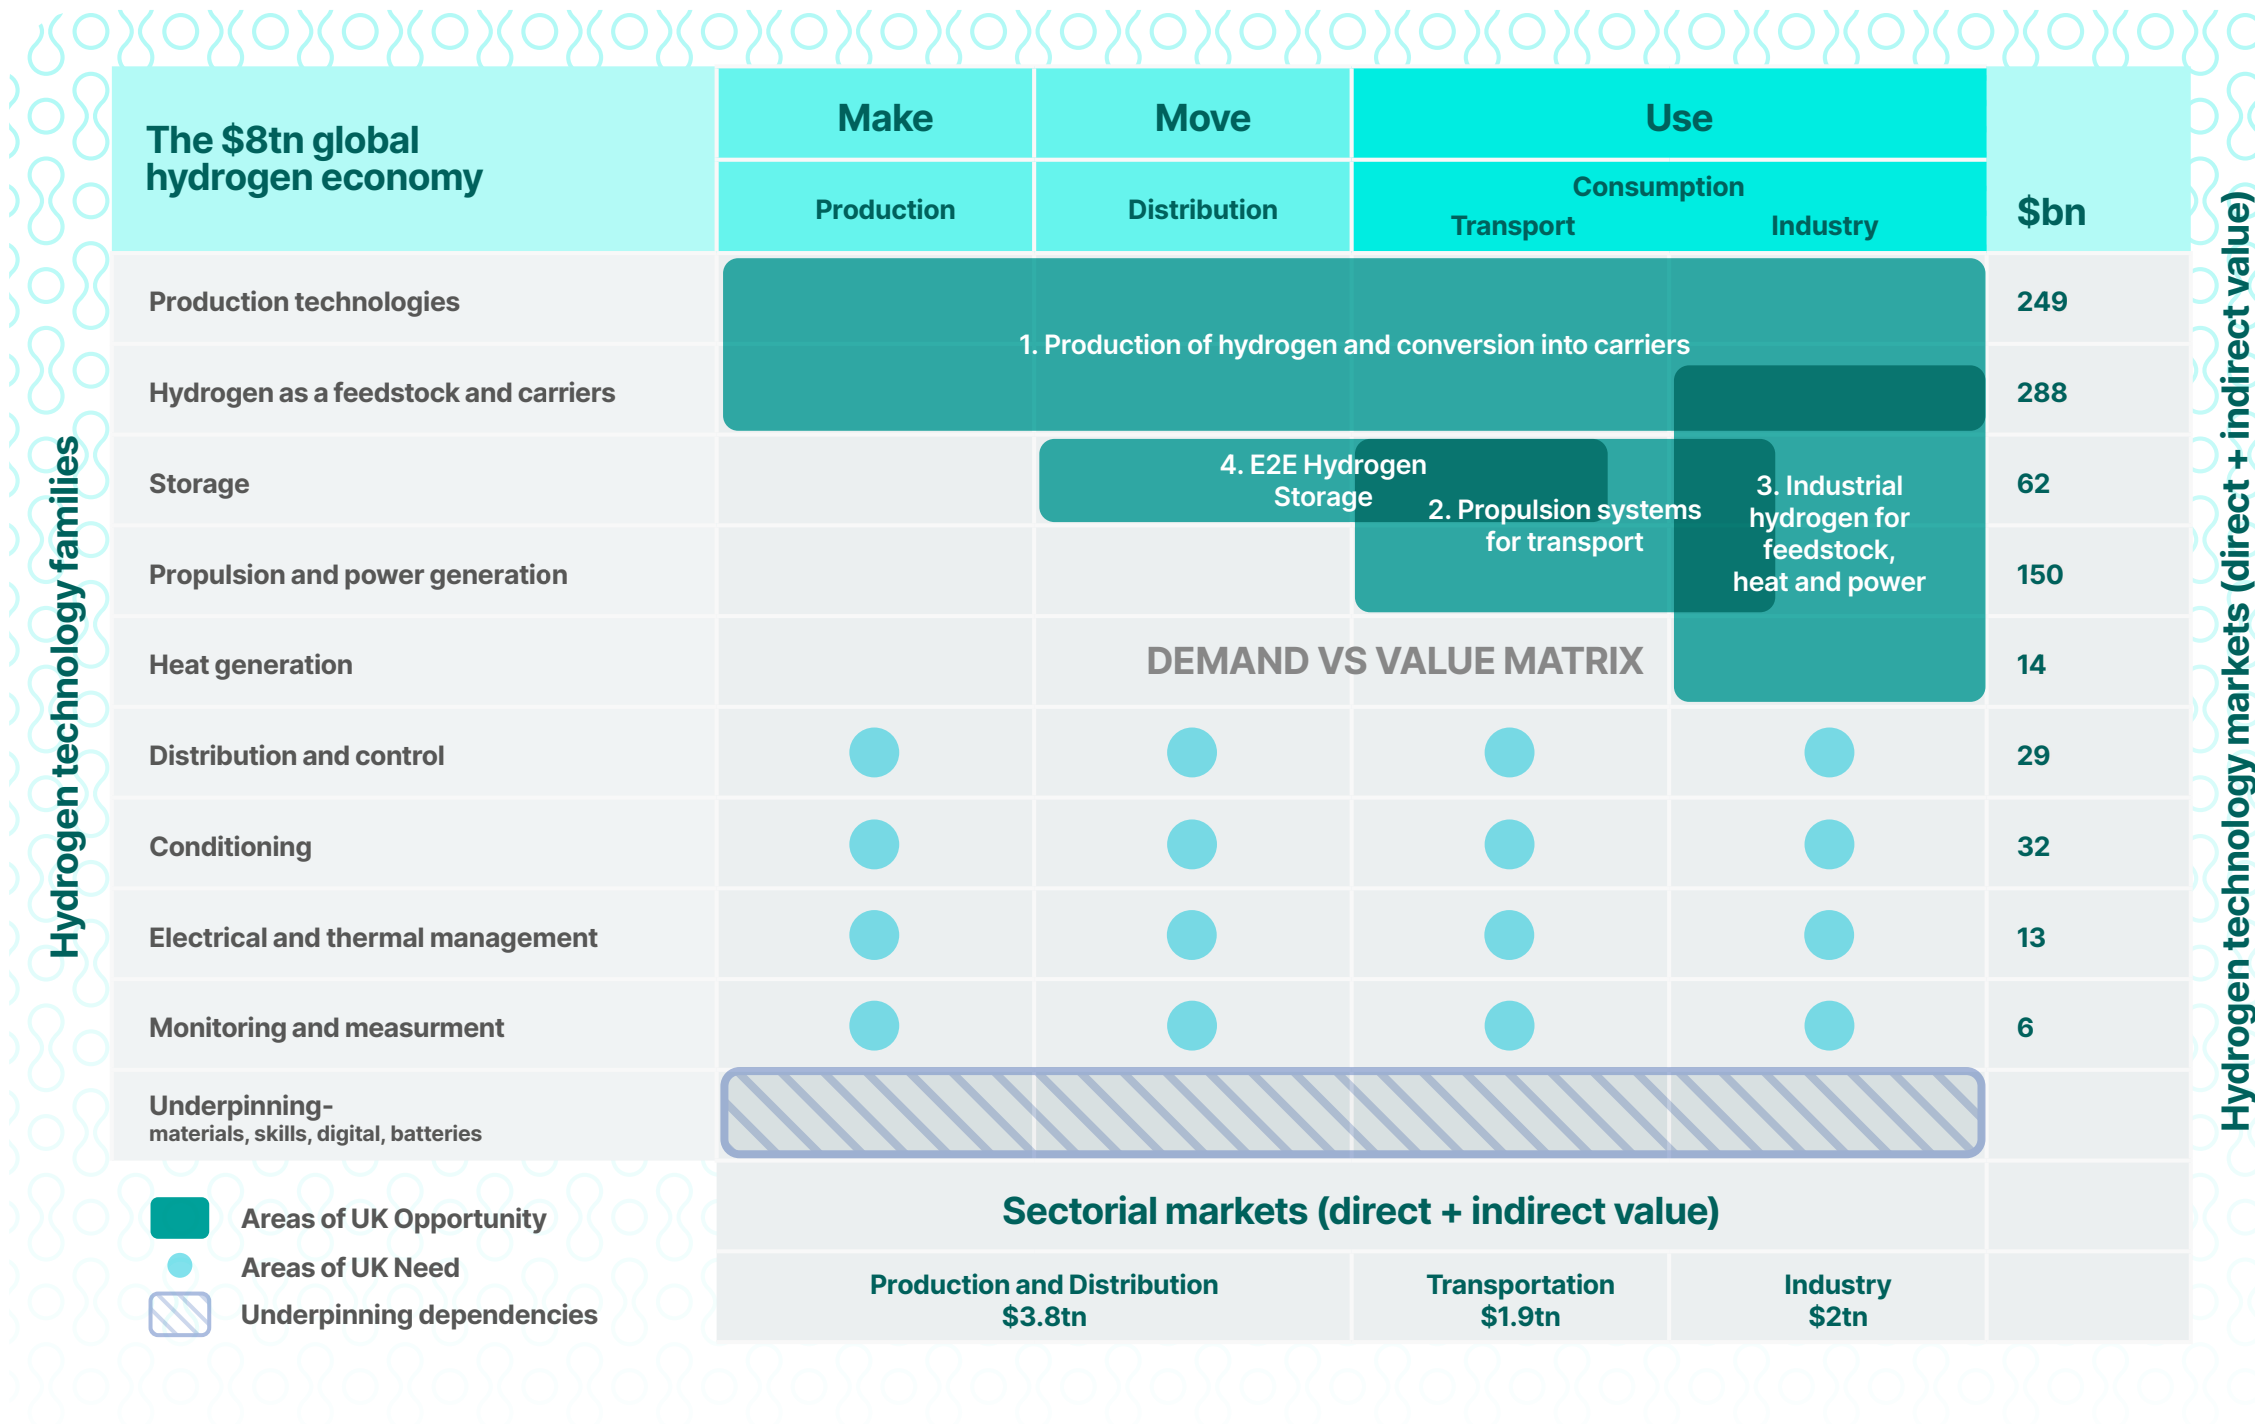 The $8tn global
hydrogen economy
Make
Move
Use
Production
Distribution
Consumption
Transport
Industry
$bn
Hydrogen technology families
Hydrogen technology markets (direct + indirect value)
Production technologies
249
1. Production of hydrogen and conversion into carriers
Hydrogen as a feedstock and carriers
288
Storage
62
4. E2E Hydrogen
Storage
2. Propulsion systems
for transport
3. Industrial
hydrogen for
feedstock,
heat and power
Propulsion and power generation
150
Heat generation
DEMAND VS VALUE MATRIX
14
Distribution and control
29
Conditioning
32
Electrical and thermal management
13
Monitoring and measurment
6
Underpinning-
materials, skills, digital, batteries
Areas of UK Opportunity
Areas of UK Need
Underpinning dependencies
Sectorial markets (direct + indirect value)
Production and Distribution
$3.8tn
Transportation
$1.9tn
Industry
$2tn